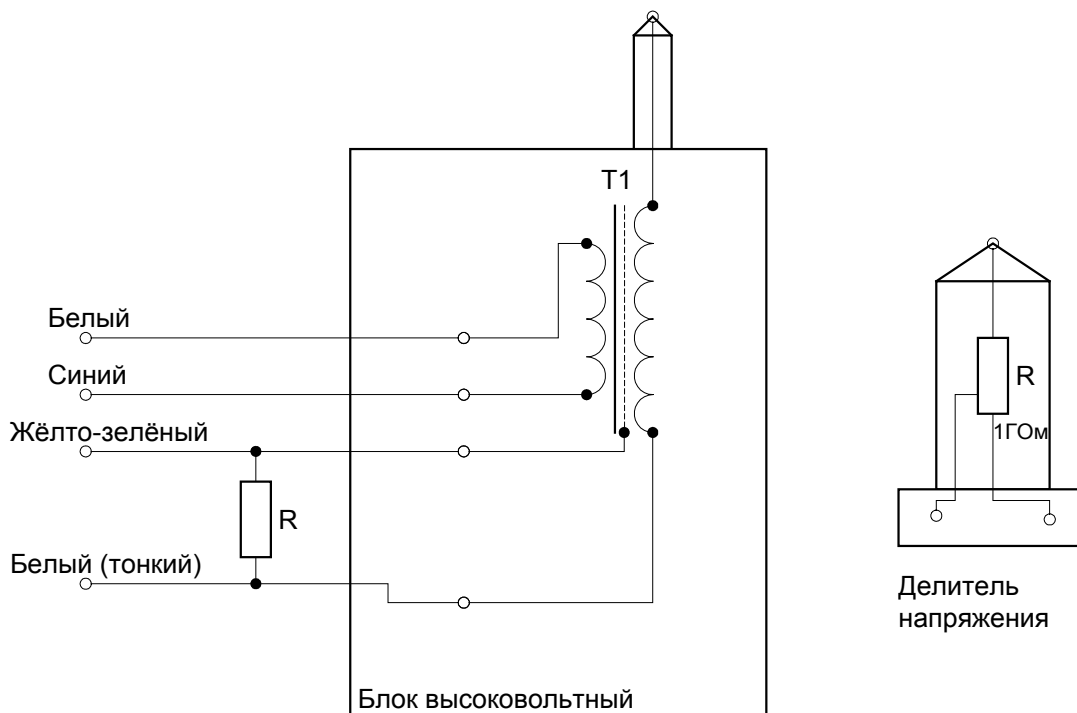 T1
Белый
Синий
Жёлто-зелёный
R
Белый (тонкий)
Блок высоковольтный
R
1ГОм
Делитель
напряжения